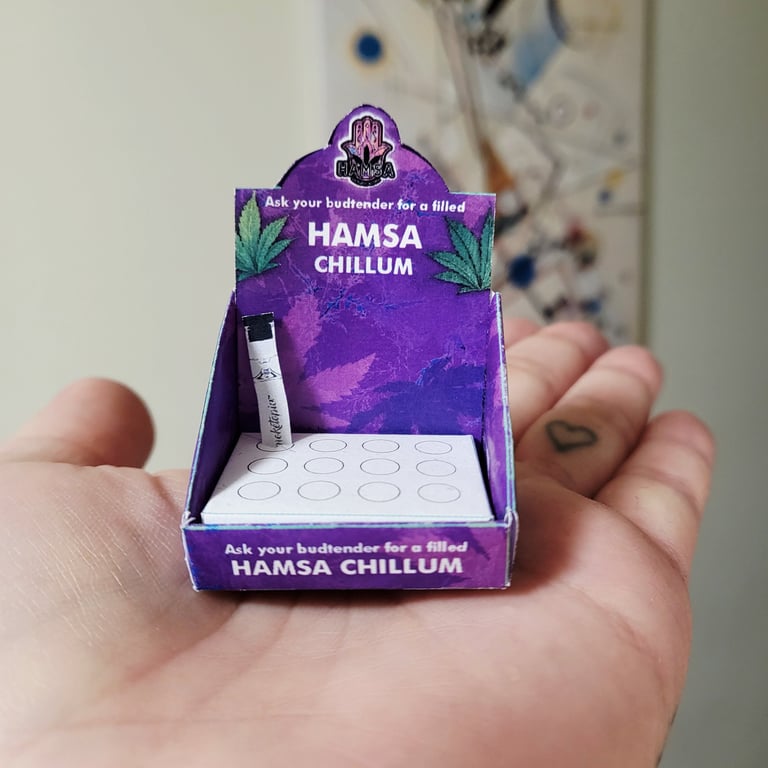 HAMSA
Ask your budtender for a filled
HAMSA
CHILLUM
Ask your budtender for a filled
HAMSA CHILLUM